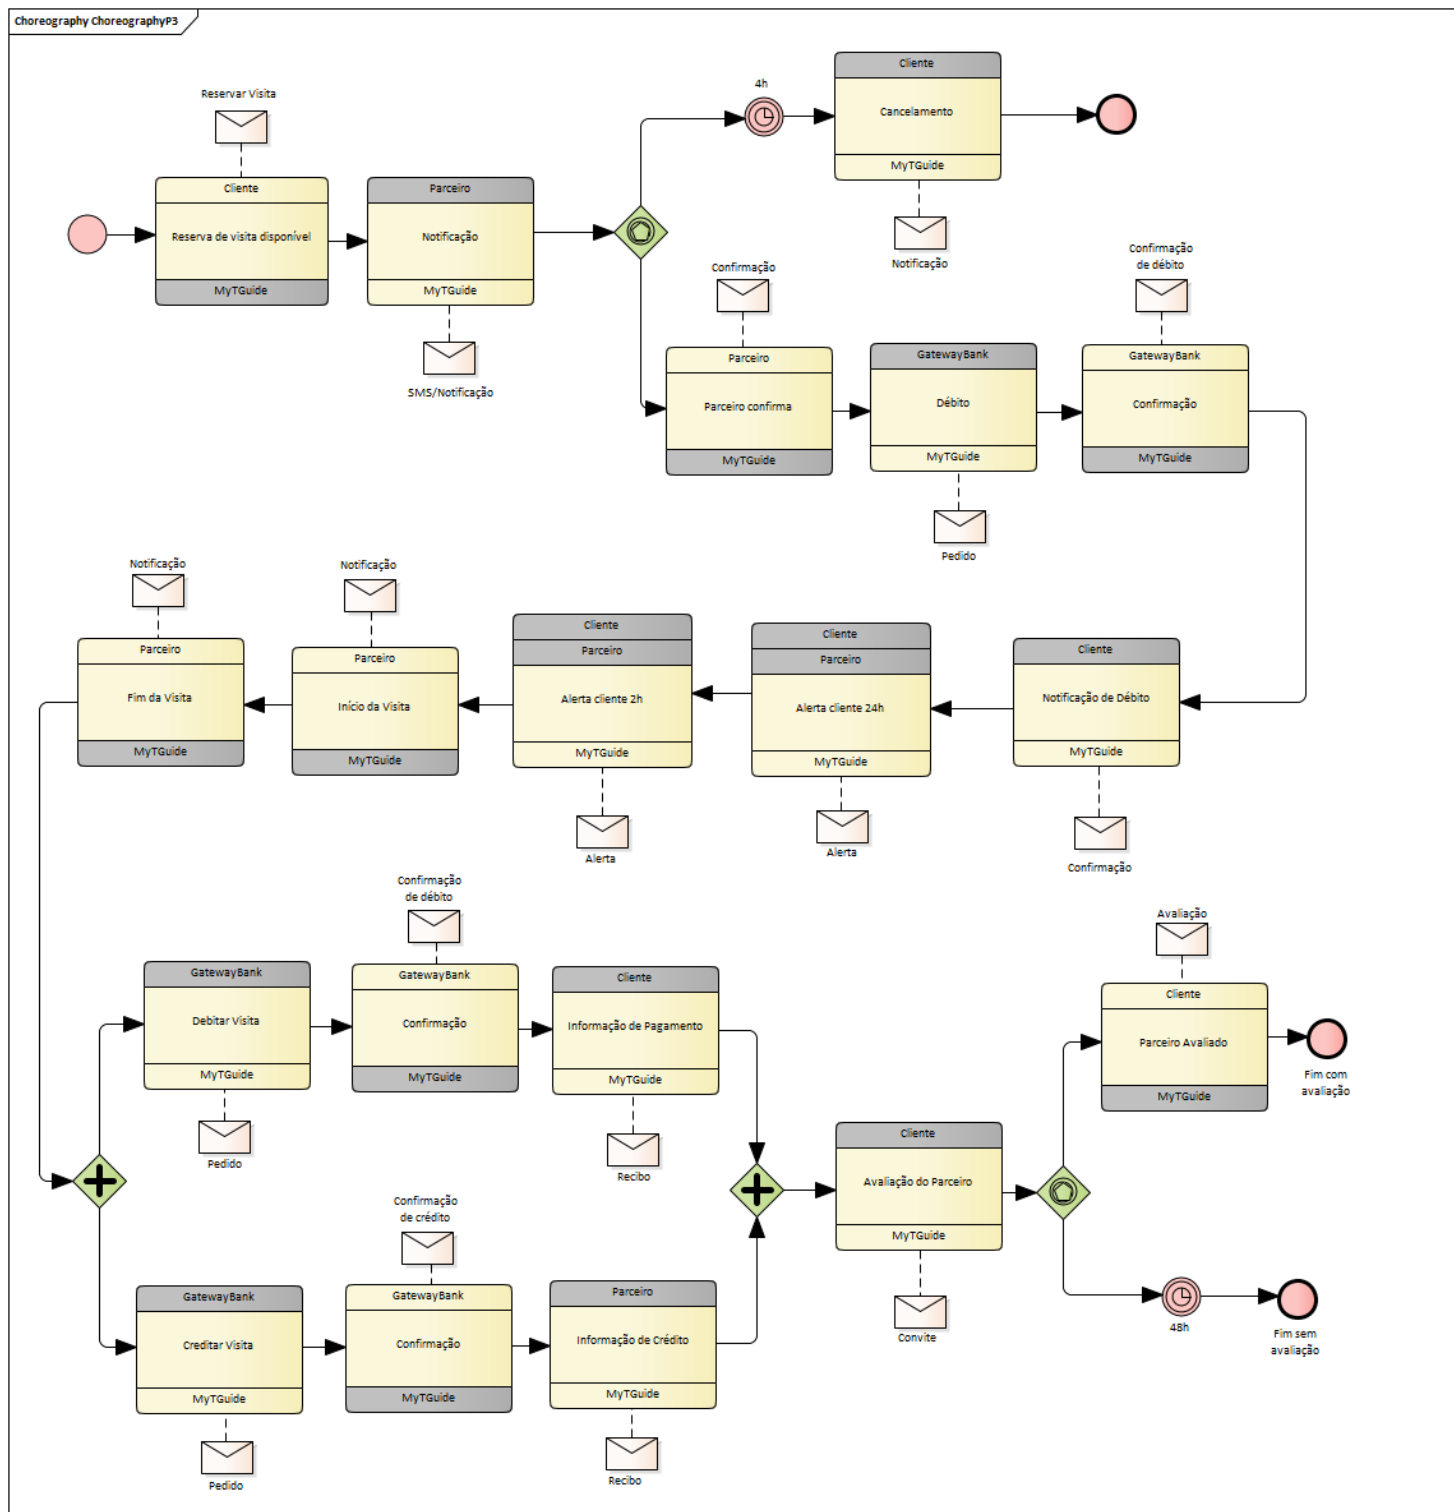 Choreography ChoreographyP3
Reservar Visita
Cliente
Reserva de visita disponível
MyTGuide
Parceiro
Notificação
MyTGuide
SMS/Notificação
4h
Cliente
Cancelamento
MyTGuide
Notificação
Confirmação
Parceiro
Parceiro confirma
MyTGuide
GatewayBank
Débito
MyTGuide
Pedido
Confirmação
de débito
GatewayBank
Confirmação
MyTGuide
Notificação
Parceiro
Fim da Visita
MyTGuide
Notificação
Parceiro
Início da Visita
MyTGuide
Cliente
Parceiro
Alerta cliente 2h
MyTGuide
Alerta
Cliente
Parceiro
Alerta cliente 24h
MyTGuide
Alerta
Cliente
Notificação de Débito
MyTGuide
Confirmação
GatewayBank
Debitar Visita
MyTGuide
Pedido
Confirmação
de débito
GatewayBank
Confirmação
MyTGuide
Cliente
Informação de Pagamento
MyTGuide
Recibo
GatewayBank
Creditar Visita
MyTGuide
Pedido
Confirmação
de crédito
GatewayBank
Confirmação
MyTGuide
Parceiro
Informação de Crédito
MyTGuide
Recibo
Cliente
Avaliação do Parceiro
MyTGuide
Convite
Avaliação
Cliente
Parceiro Avaliado
MyTGuide
Fim com
avaliação
48h
Fim sem
avaliação